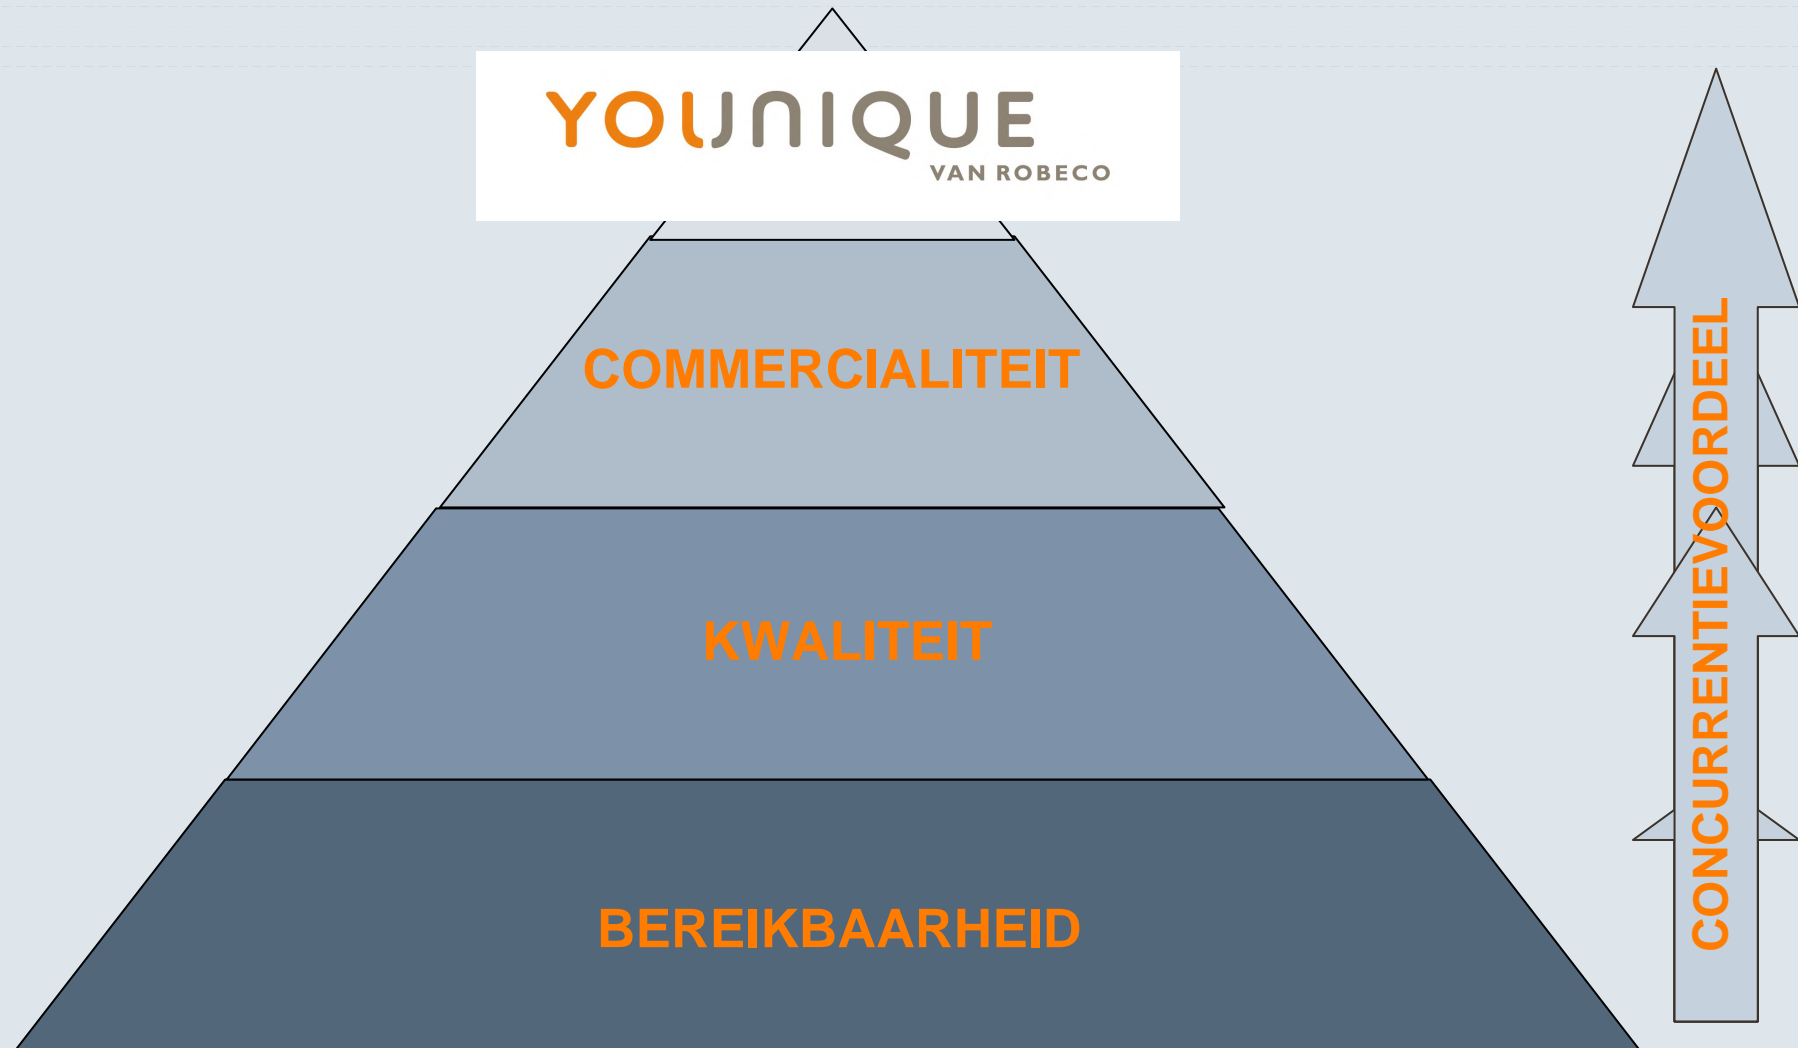 YOUNIQUE
VAN ROBECO
COMMERCIALITEIT
KWALITEIT
BEREIKBAARHEID
CONCURRENTIEVOORDEEL